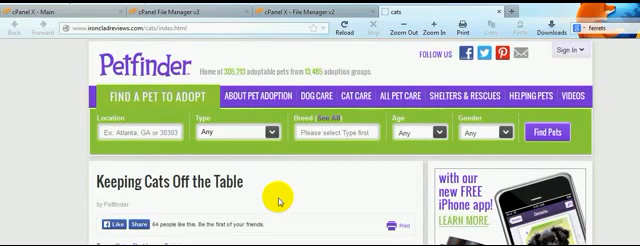 cPanel X - Main
cPanel File Manager v3
cPanel X - File Manager v2
cats
www.ironcladreviews.com/cats/index.html
ferrets
Back
Forward
Reload
Stop
Zoom Out
Zoom In
Print
Copy
Paste
Downloads
Petfinder
Home of 305,213 adoptable pets from 13,485 adoption groups
FOLLOW US
Sign in
FIND A PET TO ADOPT
ABOUT PET ADOPTION
DOG CARE
CAT CARE
ALL PET CARE
SHELTERS & RESCUES
HELPING PETS
VIDEOS
Location
Type
Breed (See All)
Age
Gender
Ex: Atlanta, GA or 30303
Any
Please select Type first
Any
Any
Find Pets
Keeping Cats Off the Table
by Petfinder
Like
Share
64 people like this. Be the first of your friends.
Print
with our
new FREE
iPhone app!
LEARN MORE
Details